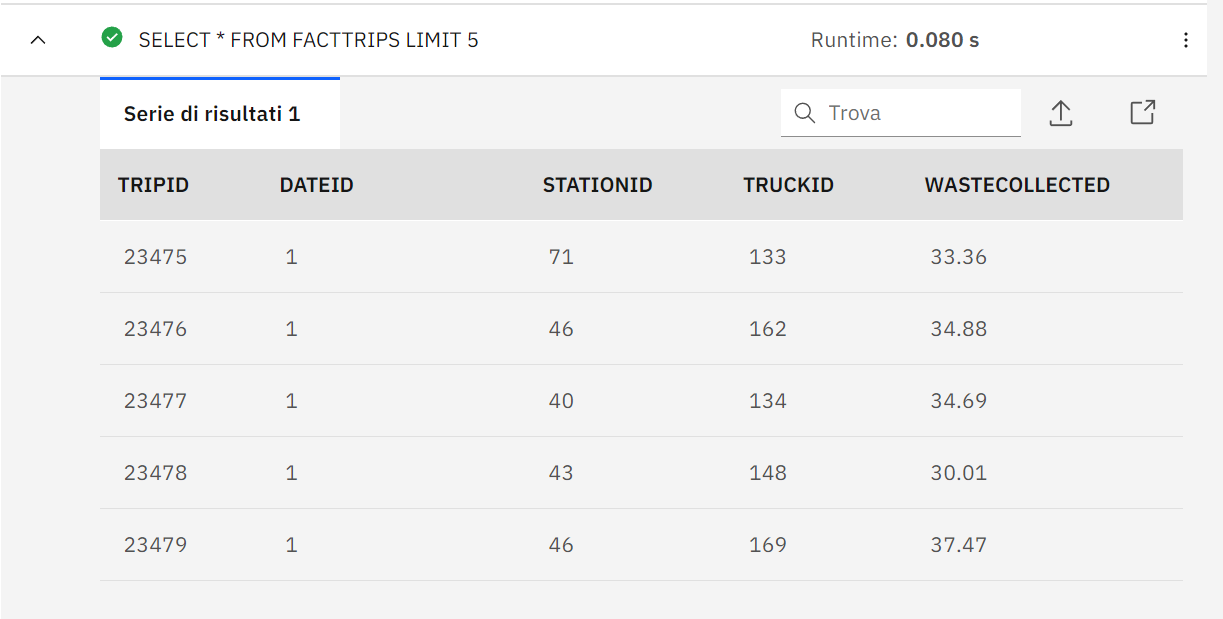 SELECT * FROM FACTTRIPS LIMIT 5 Runtime: 0.080 s
Serie di risultati 1 Trova
TRIPID DATEID STATIONID TRUCKID WASTECOLLECTED
23475 1 71 133 33.36
23476 1 46 162 34.88
23477 1 40 134 34.69
23478 1 43 148 30.01
23479 1 46 169 37.47